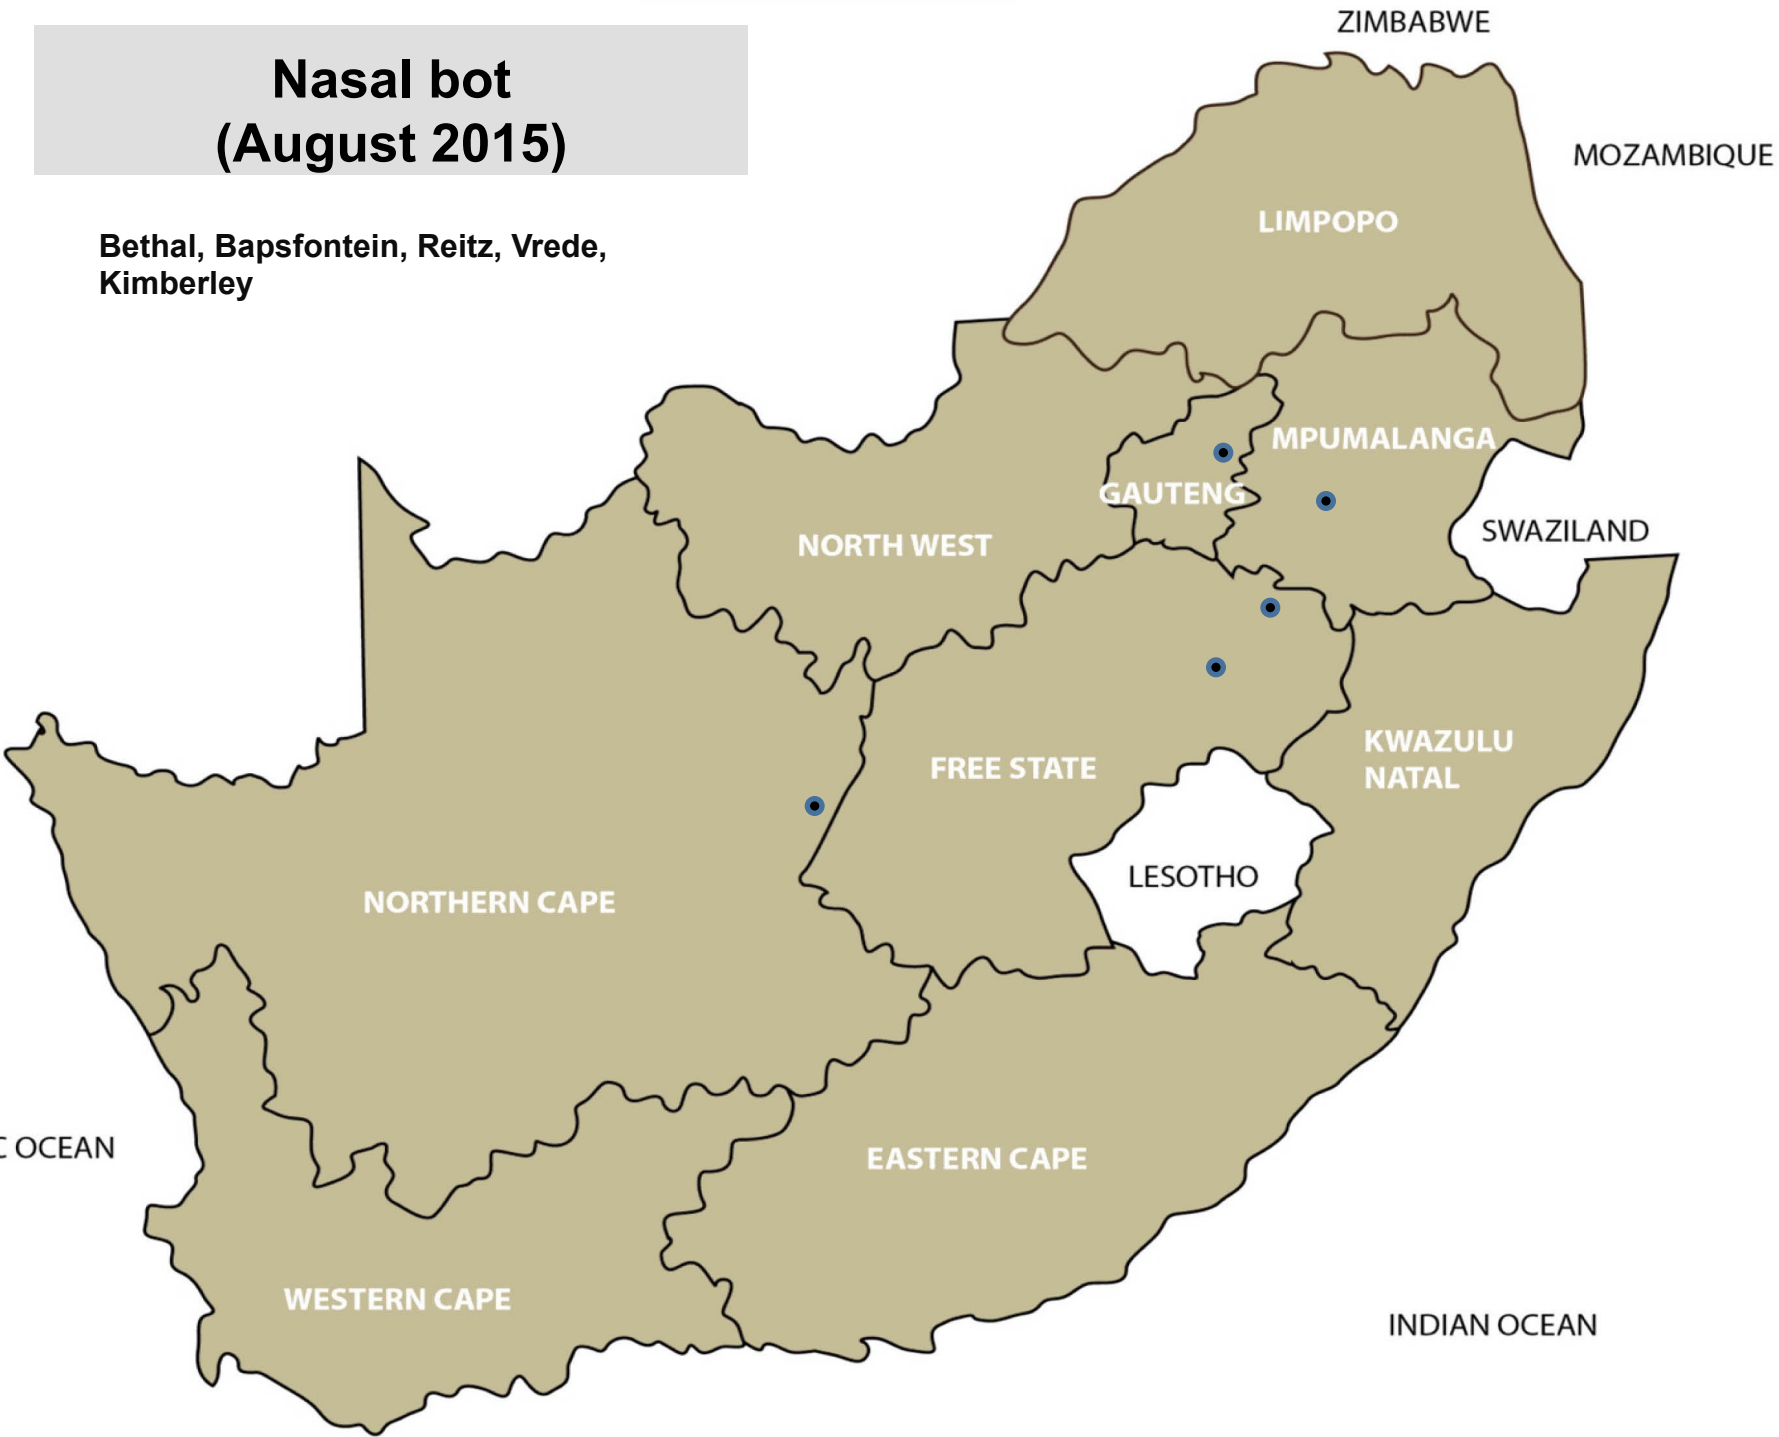 Nasal bot
(August 2015)
Bethal, Bapsfontein, Reitz, Vrede,
Kimberley
ZIMBABWE
MOZAMBIQUE
LIMPOPO
MPUMALANGA
GAUTENG
SWAZILAND
NORTH WEST
KWAZULU
NATAL
FREE STATE
LESOTHO
NORTHERN CAPE
C OCEAN
EASTERN CAPE
WESTERN CAPE
INDIAN OCEAN